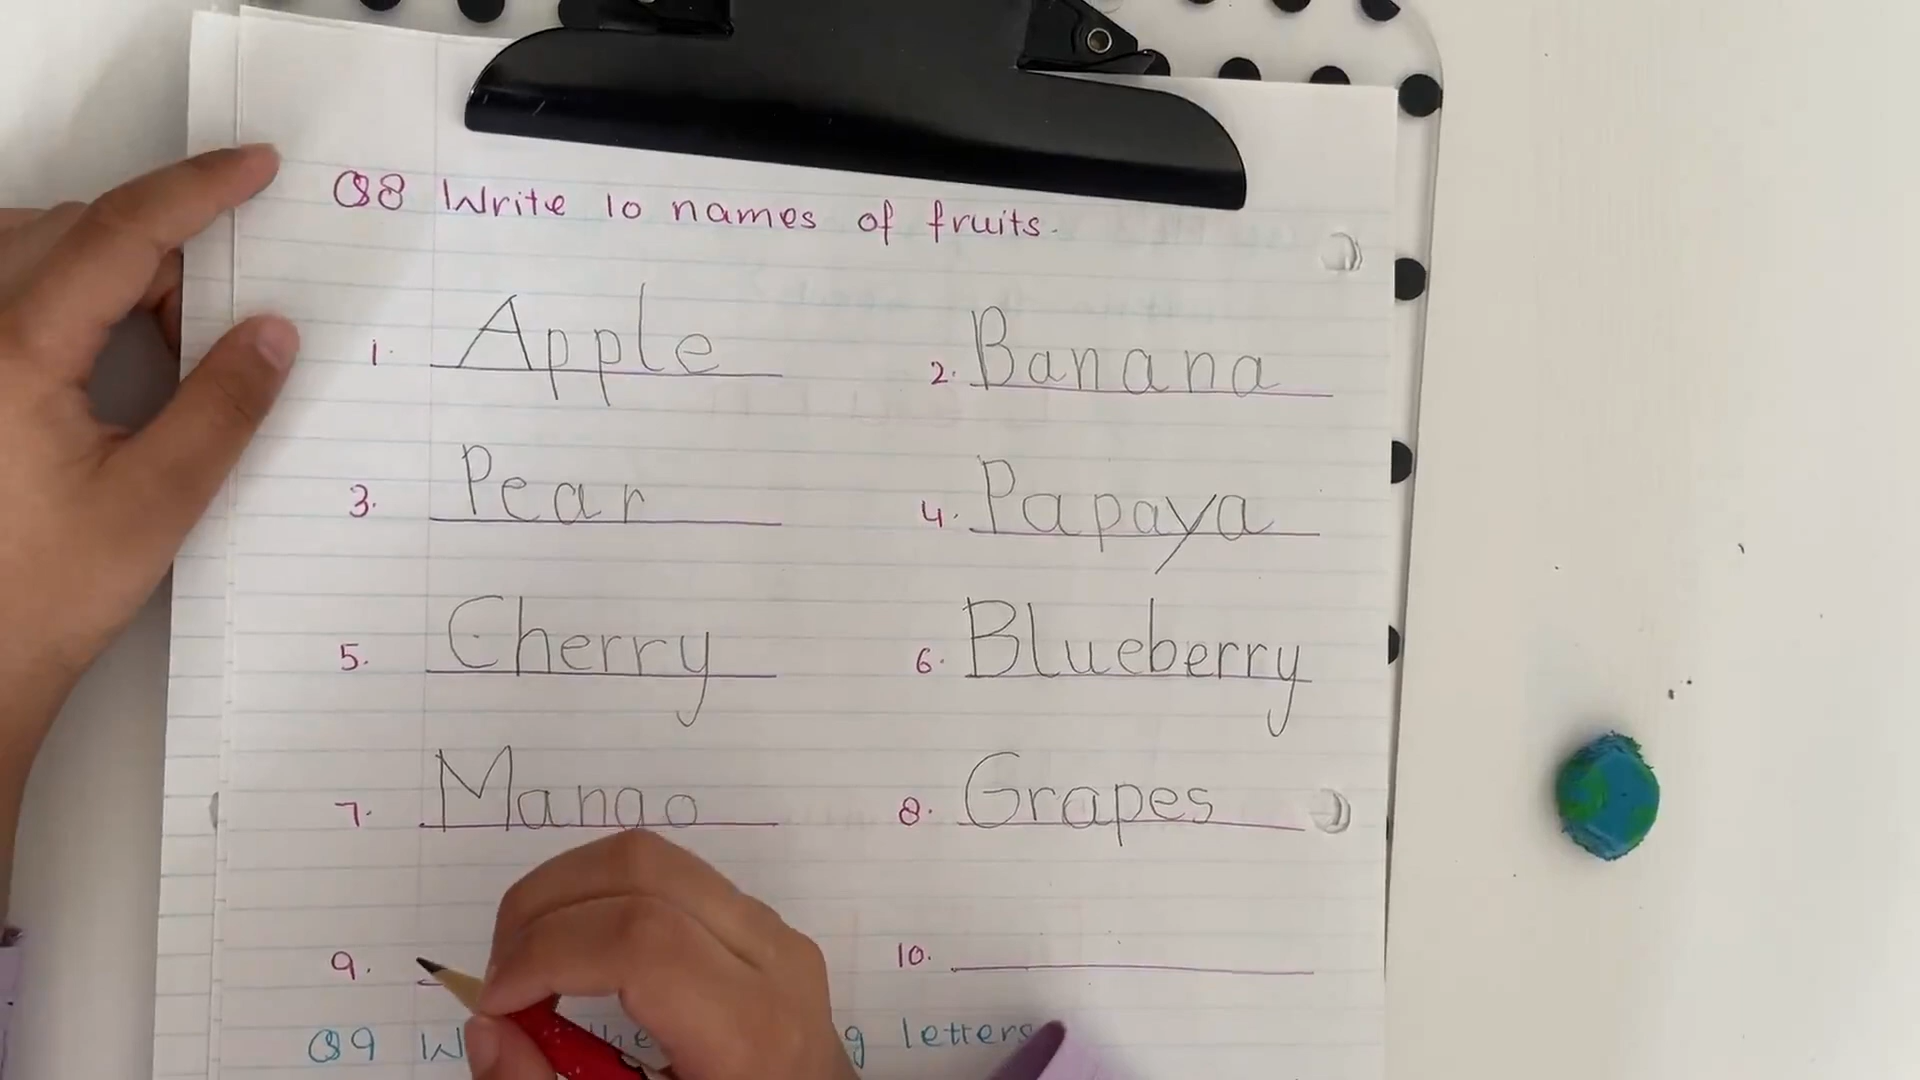 Q8 Write 10 names of fruits.
1. Apple 2. Banana
3. Pear 4. Papaya
5. Cherry 6. Blueberry
7. Mango 8. Grapes
9. 10.
Q9 letters